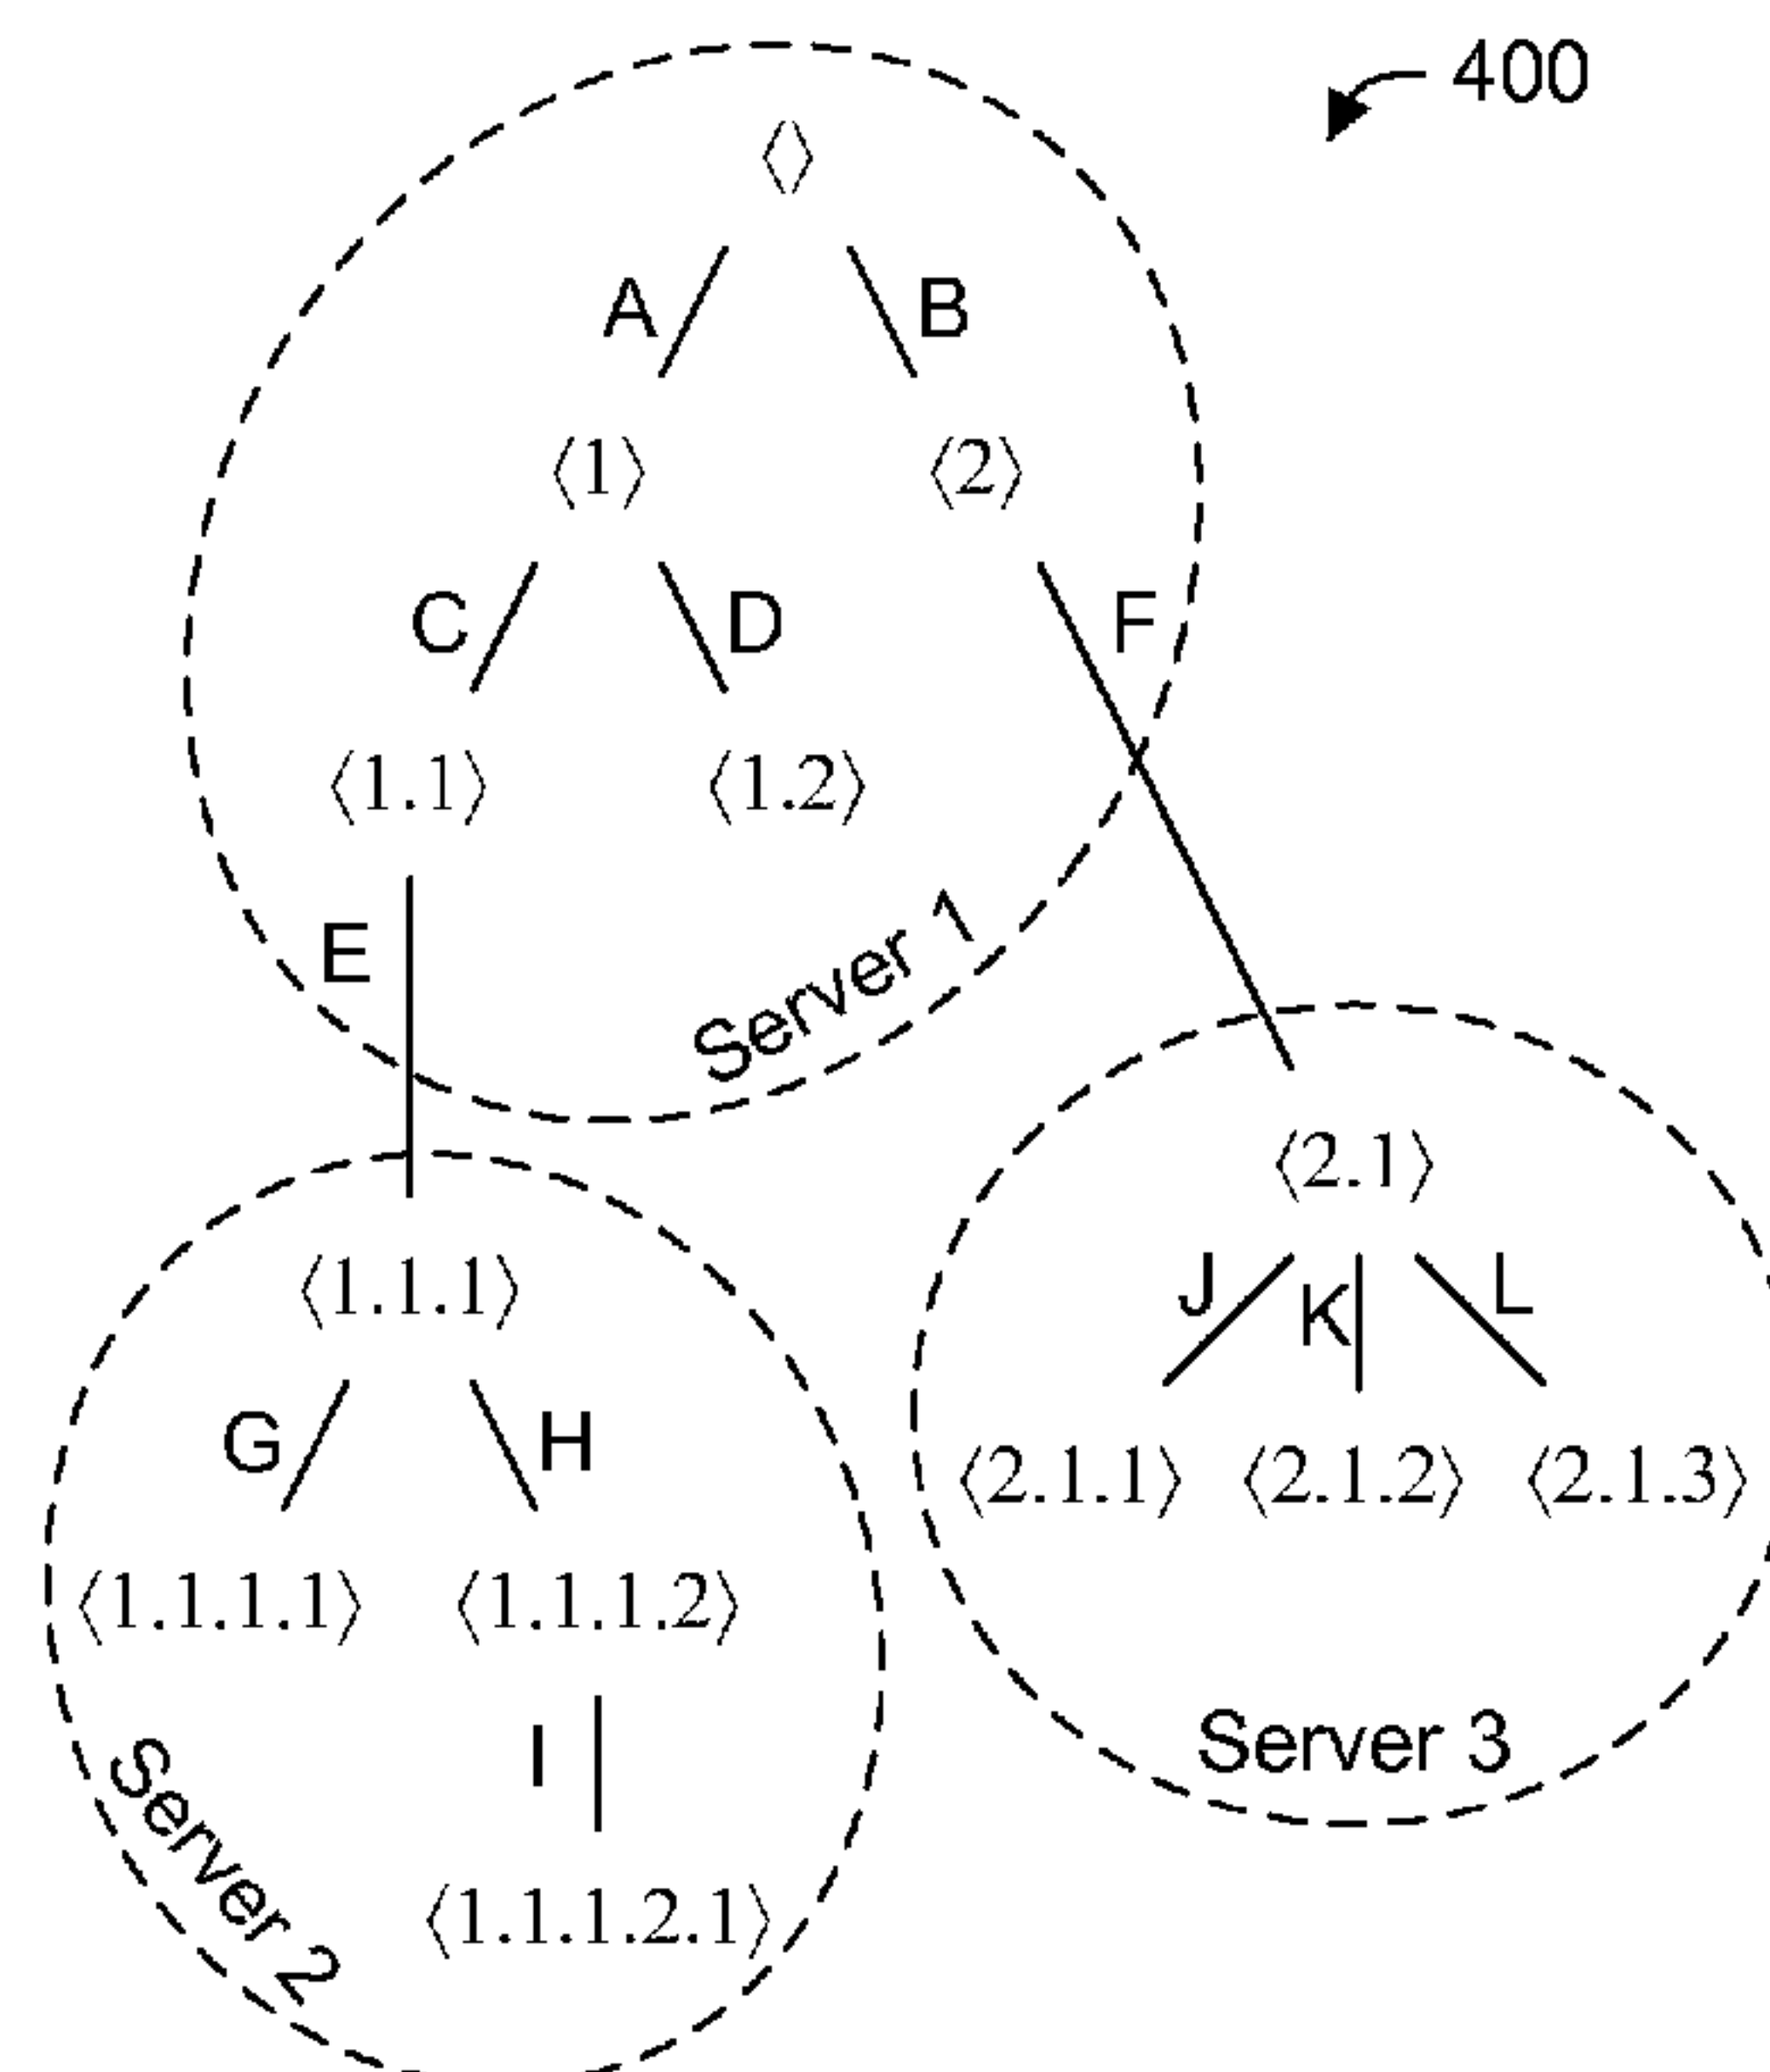 400
⟨⟩
A B
⟨1⟩ ⟨2⟩
C D F
⟨1.1⟩ ⟨1.2⟩
E
Server 1
⟨2.1⟩
⟨1.1.1⟩
J K L
G H
⟨2.1.1⟩ ⟨2.1.2⟩ ⟨2.1.3⟩
⟨1.1.1.1⟩ ⟨1.1.1.2⟩
I
Server 3
Server 2
⟨1.1.1.2.1⟩